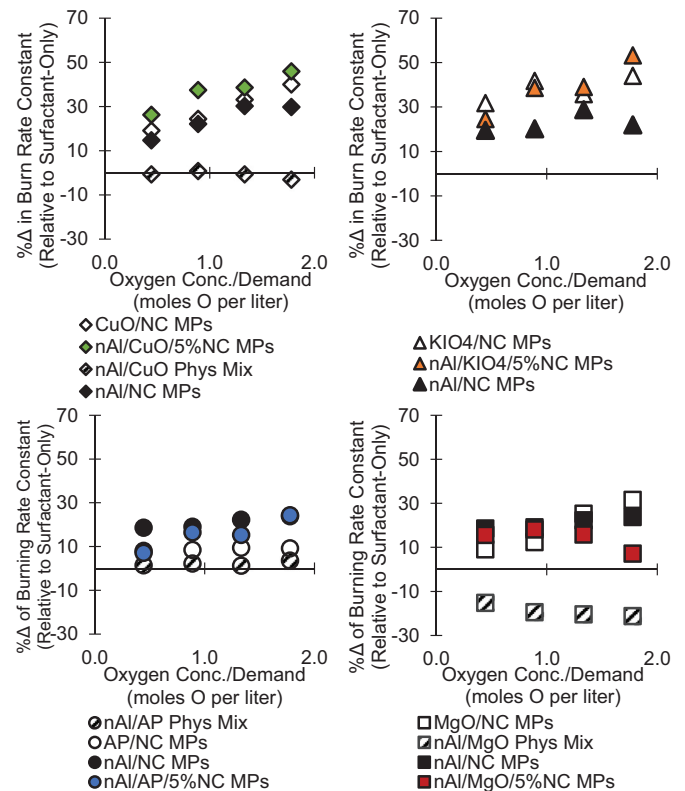 %Δ in Burn Rate Constant
(Relative to Surfactant-Only)
70
50
30
10
-10
-30
0.0
1.0
2.0
Oxygen Conc./Demand
(moles O per liter)
CuO/NC MPs
nAl/CuO/5%NC MPs
nAl/CuO Phys Mix
nAl/NC MPs
%Δ in Burn Rate Constant
(Relative to Surfactant-Only)
70
50
30
10
-10
-30
0.0
1.0
2.0
Oxygen Conc./Demand
(moles O per liter)
KIO4/NC MPs
nAl/KIO4/5%NC MPs
nAl/NC MPs
%Δ of Burning Rate Constant
(Relative to Surfactant-Only)
70
50
30
10
-10
-30
0.0
1.0
2.0
Oxygen Conc./Demand
(moles O per liter)
nAl/AP Phys Mix
AP/NC MPs
nAl/NC MPs
nAl/AP/5%NC MPs
%Δ of Burning Rate Constant
(Relative to Surfactant-Only)
70
50
30
10
-10
-30
0.0
1.0
2.0
Oxygen Conc./Demand
(moles O per liter)
MgO/NC MPs
nAl/MgO Phys Mix
nAl/NC MPs
nAl/MgO/5%NC MPs